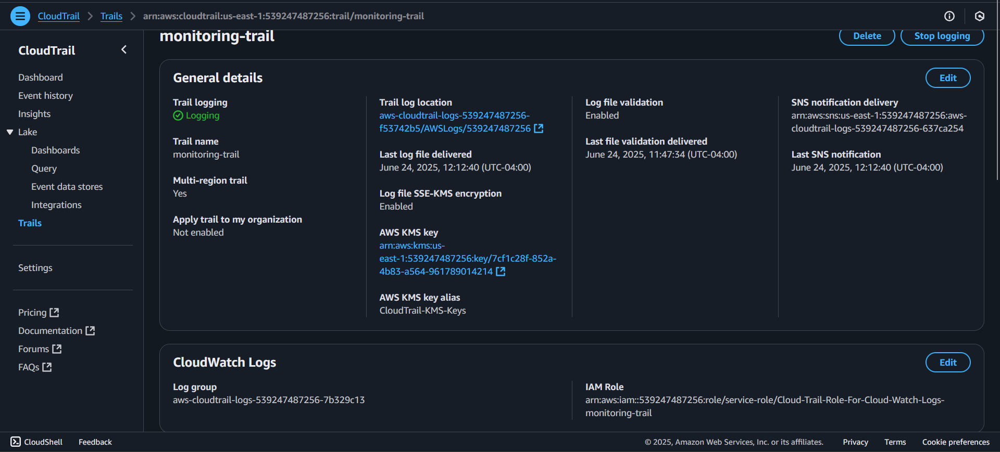 CloudTrail > Trails > arn:aws:cloudtrail:us-east-1:539247487256:trail/monitoring-trail
CloudTrail
Dashboard
Event history
Insights
Lake
Dashboards
Query
Event data stores
Integrations
Trails
Settings
Pricing
Documentation
Forums
FAQs
monitoring-trail
Delete
Stop logging
General details
Edit
Trail logging
Logging
Trail name
monitoring-trail
Multi-region trail
Yes
Apply trail to my organization
Not enabled
Trail log location
aws-cloudtrail-logs-539247487256-
f53742b5/AWSLogs/539247487256
Last log file delivered
June 24, 2025, 12:12:40 (UTC-04:00)
Log file SSE-KMS encryption
Enabled
AWS KMS key
arn:aws:kms:us-
east-1:539247487256:key/7cf1c28f-852a-
4b83-a564-961789014214
AWS KMS key alias
CloudTrail-KMS-Keys
Log file validation
Enabled
Last file validation delivered
June 24, 2025, 11:47:34 (UTC-04:00)
SNS notification delivery
arn:aws:sns:us-east-1:539247487256:aws-
cloudtrail-logs-539247487256-637ca254
Last SNS notification
June 24, 2025, 12:12:40 (UTC-04:00)
CloudWatch Logs
Edit
Log group
aws-cloudtrail-logs-539247487256-7b329c13
IAM Role
arn:aws:iam::539247487256:role/service-role/Cloud-Trail-Role-For-Cloud-Watch-Logs-
monitoring-trail
CloudShell
Feedback
© 2025, Amazon Web Services, Inc. or its affiliates.
Privacy
Terms
Cookie preferences